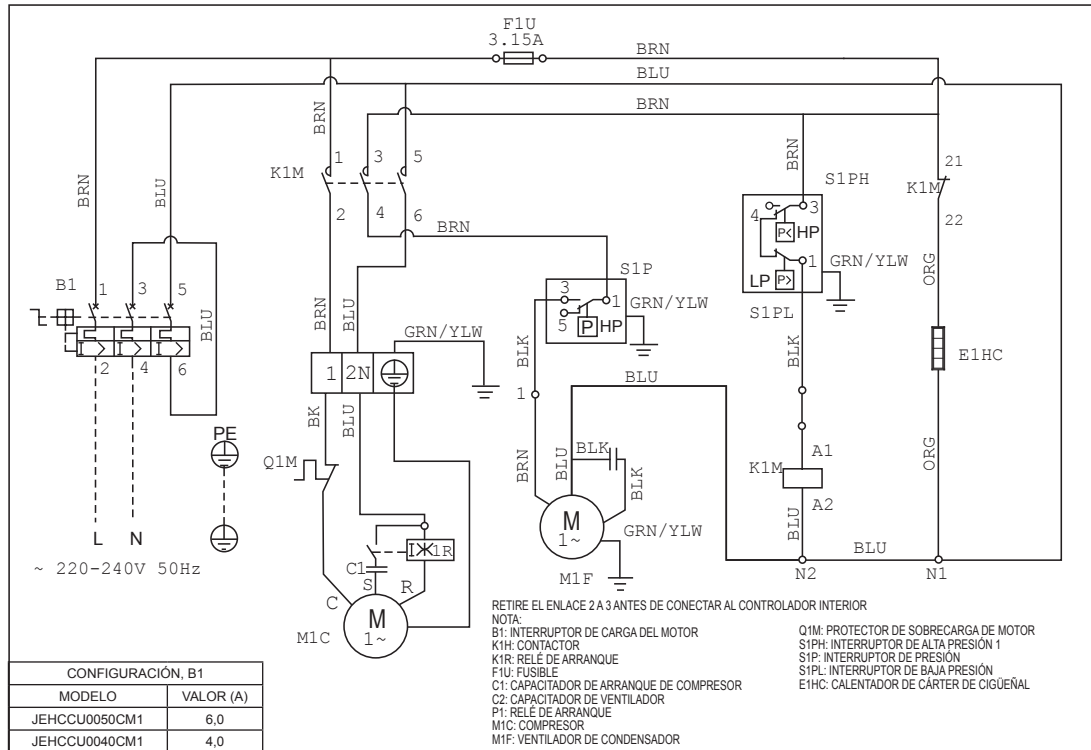 F1U
3.15A
BRN
BLU
BRN
BRN
BRN
BLU
BRN
K1M
1
3
5
2
4
6
BRN
S1PH
4
3
P<
HP
LP
P>
1
GRN/YLW
S1PL
21
K1M
22
ORG
B1
1
3
5
BLU
I >
I >
I >
2
4
6
BRN
BLU
GRN/YLW
1
2N
S1P
3
5
1
P
HP
GRN/YLW
BLK
1
BLU
BLK
E1HC
PE
Q1M
BK
BLU
BRN
BLU
BLK
BLK
M
1~
GRN/YLW
M1F
K1M
A1
A2
BLU
ORG
BLU
N2
N1
L
N
~ 220-240V 50Hz
I
1R
C1
S
R
C
M
1~
M1C
RETIRE EL ENLACE 2 A 3 ANTES DE CONECTAR AL CONTROLADOR INTERIOR
NOTA:
B1: INTERRUPTOR DE CARGA DEL MOTOR
K1H: CONTACTOR
K1R: RELÉ DE ARRANQUE
F1U: FUSIBLE
C1: CAPACITADOR DE ARRANQUE DE COMPRESOR
C2: CAPACITADOR DE VENTILADOR
P1: RELÉ DE ARRANQUE
M1C: COMPRESOR
M1F: VENTILADOR DE CONDENSADOR
Q1M: PROTECTOR DE SOBRECARGA DE MOTOR
S1PH: INTERRUPTOR DE ALTA PRESIÓN 1
S1P: INTERRUPTOR DE PRESIÓN
S1PL: INTERRUPTOR DE BAJA PRESIÓN
E1HC: CALENTADOR DE CÁRTER DE CIGÜEÑAL
CONFIGURACIÓN, B1
MODELO VALOR (A)
JEHCCU0050CM1 6,0
JEHCCU0040CM1 4,0